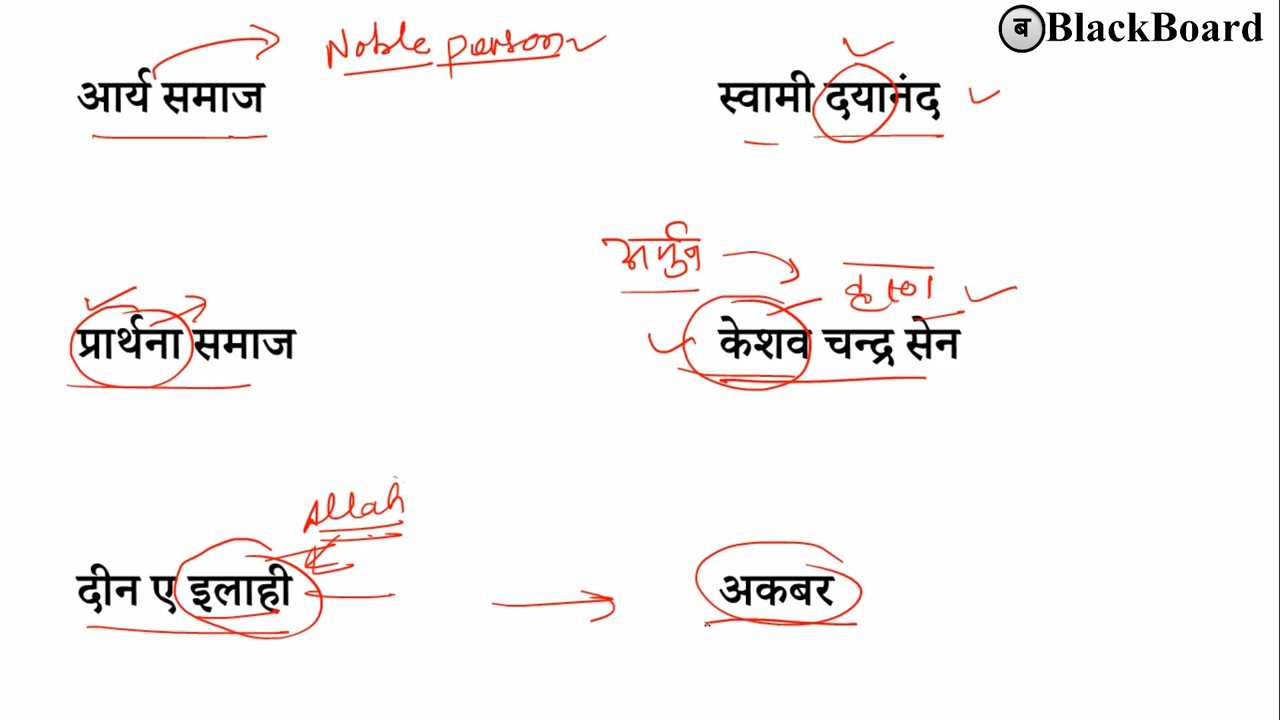 ब BlackBoard
Noble person
आर्य समाज
स्वामी दयानंद
अर्जुन
कृष्ण
प्रार्थना समाज
केशव चन्द्र सेन
Allah
दीन ए इलाही
अकबर